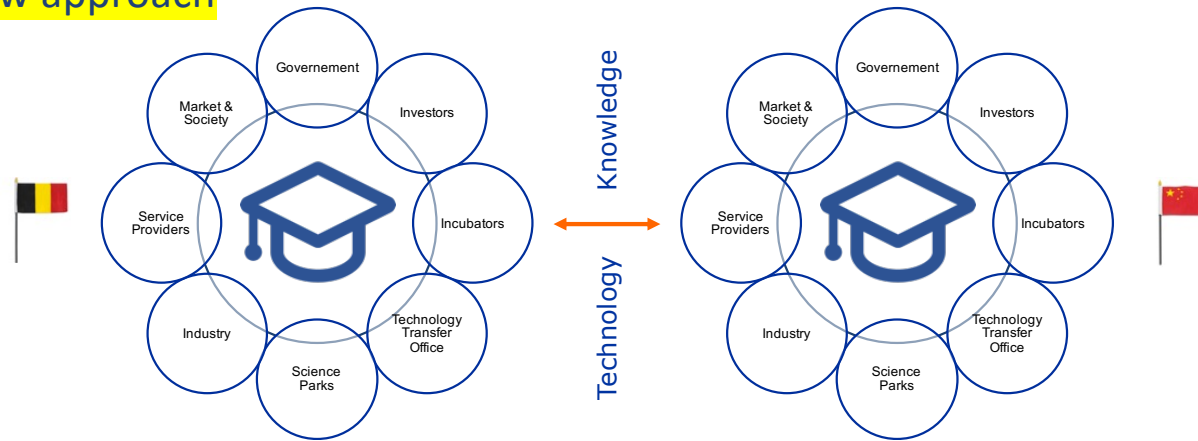 w approach
Governement
Investors
Incubators
Technology
Transfer
Office
Science
Parks
Industry
Service
Providers
Market &
Society
Knowledge
Technology
Governement
Investors
Incubators
Technology
Transfer
Office
Science
Parks
Industry
Service
Providers
Market &
Society